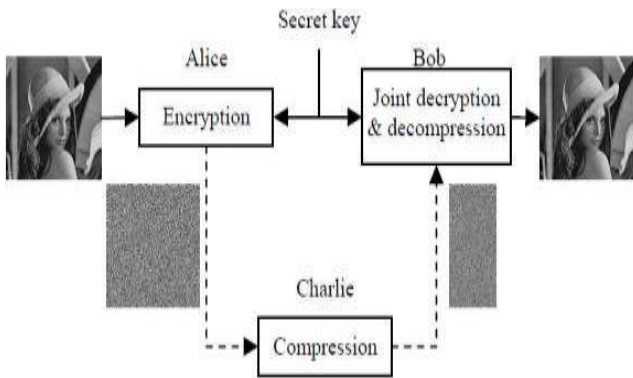 Secret key
Alice
Bob
Encryption
Joint decryption
& decompression
Charlie
Compression